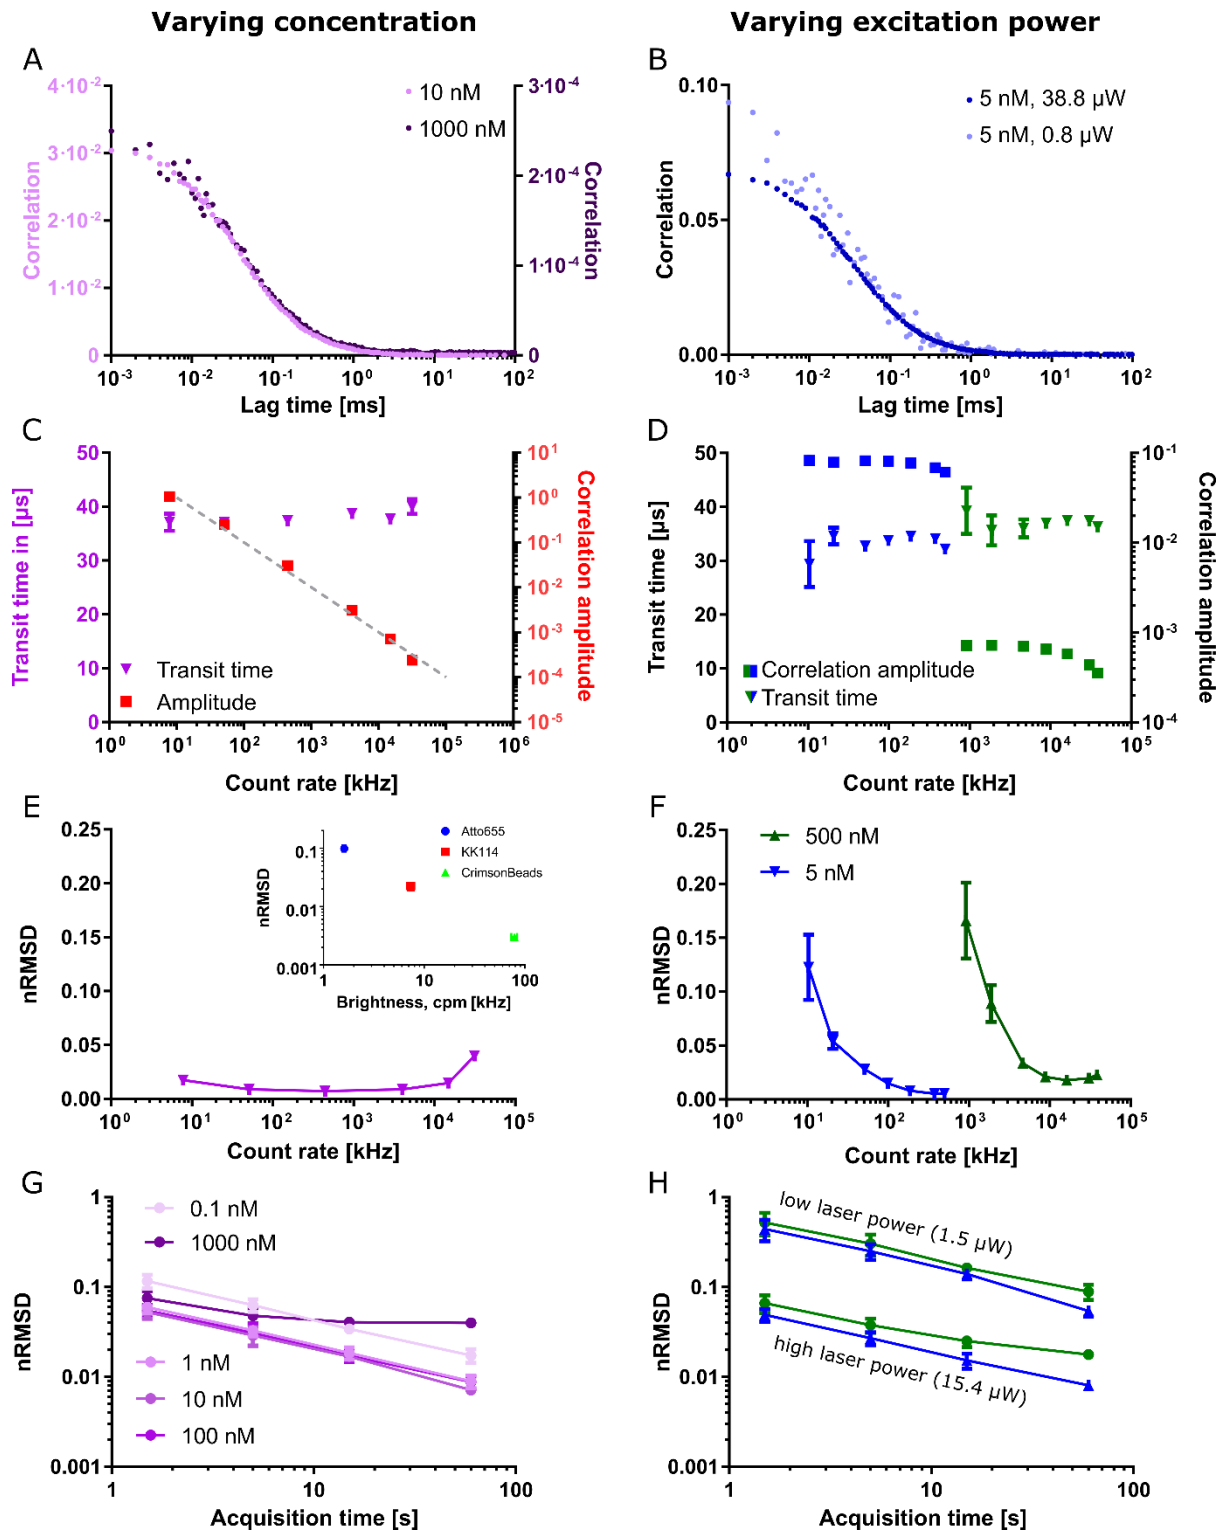 Varying concentration
Varying excitation power
A
4·10⁻²
3·10⁻²
2·10⁻²
1·10⁻²
0
Correlation
3·10⁻⁴
2·10⁻⁴
1·10⁻⁴
0
Correlation
10 nM
1000 nM
10⁻³ 10⁻² 10⁻¹ 10⁰ 10¹ 10²
Lag time [ms]
B
0.10
0.05
0.00
Correlation
5 nM, 38.8 µW
5 nM, 0.8 µW
10⁻³ 10⁻² 10⁻¹ 10⁰ 10¹ 10²
Lag time [ms]
C
50
40
30
20
10
0
Transit time in [µs]
10¹
10⁰
10⁻¹
10⁻²
10⁻³
10⁻⁴
10⁻⁵
Correlation amplitude
Transit time
Amplitude
10⁰ 10¹ 10² 10³ 10⁴ 10⁵ 10⁶
Count rate [kHz]
D
50
40
30
20
10
0
Transit time [µs]
10⁻¹
10⁻²
10⁻³
10⁻⁴
Correlation amplitude
Correlation amplitude
Transit time
10⁰ 10¹ 10² 10³ 10⁴ 10⁵
Count rate [kHz]
E
0.25
0.20
0.15
0.10
0.05
0.00
nRMSD
0.1
0.01
0.001
nRMSD
Atto655
KK114
CrimsonBeads
1 10 100
Brightness, cpm [kHz]
10⁰ 10¹ 10² 10³ 10⁴ 10⁵
Count rate [kHz]
F
0.25
0.20
0.15
0.10
0.05
0.00
nRMSD
500 nM
5 nM
10⁰ 10¹ 10² 10³ 10⁴ 10⁵
Count rate [kHz]
G
1
0.1
0.01
0.001
nRMSD
0.1 nM
1000 nM
1 nM
10 nM
100 nM
1 10 100
Acquisition time [s]
H
1
0.1
0.01
0.001
nRMSD
low laser power (1.5 µW)
high laser power (15.4 µW)
1 10 100
Acquisition time [s]